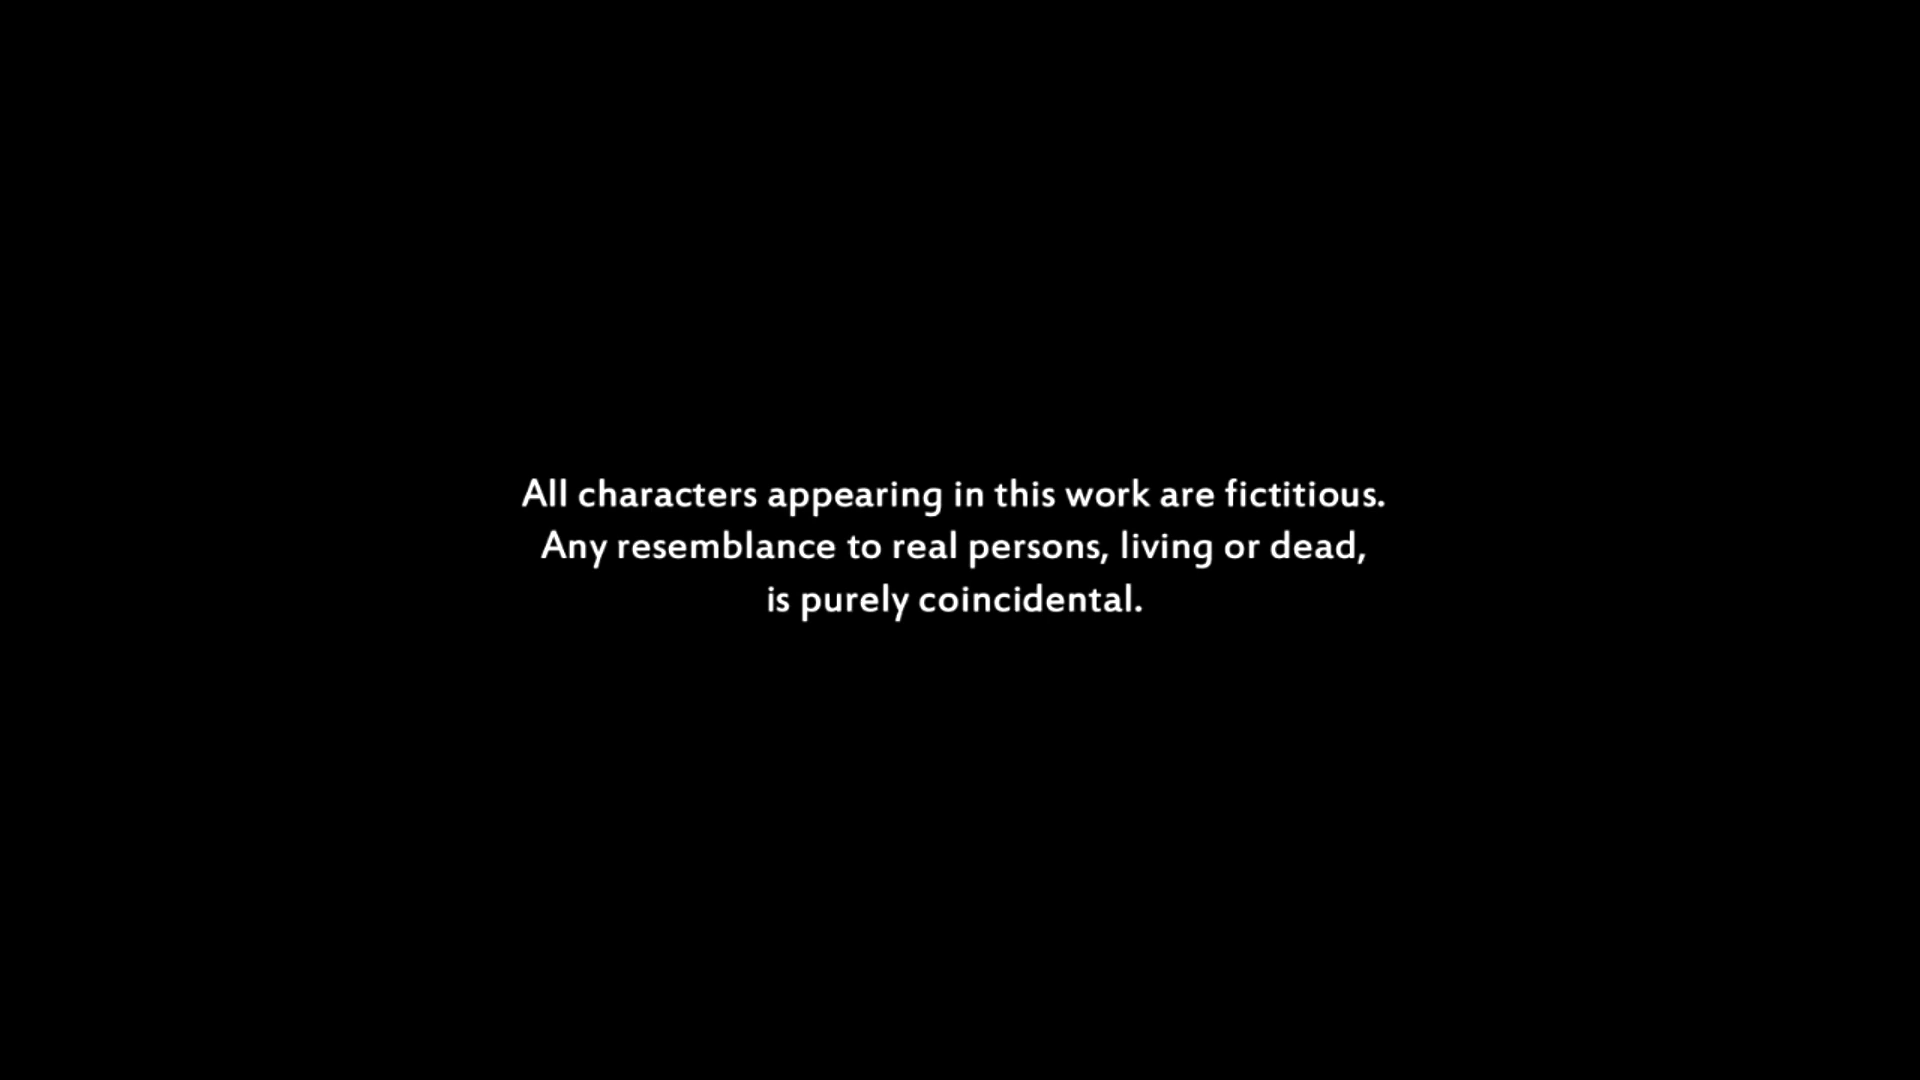 All characters appearing in this work are fictitious.
Any resemblance to real persons, living or dead,
is purely coincidental.